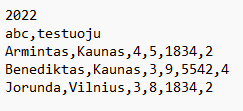 2022
abc,testuoju
Armintas,Kaunas,4,5,1834,2
Benediktas,Kaunas,3,9,5542,4
Jorunda,Vilnius,3,8,1834,2